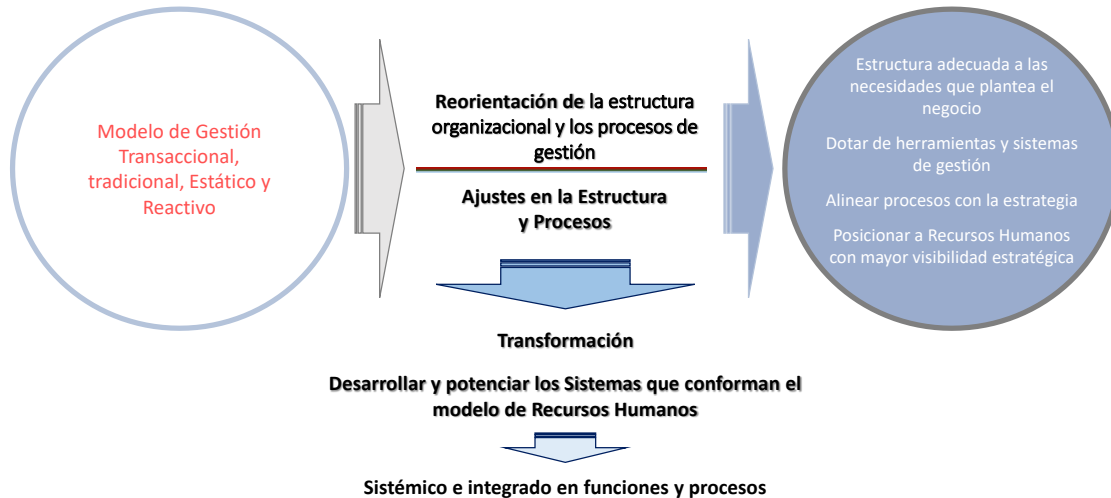 Modelo de Gestión
Transaccional,
tradicional, Estático y
Reactivo
Reorientación de la estructura
organizacional y los procesos de
gestión
Ajustes en la Estructura
y Procesos
Transformación
Desarrollar y potenciar los Sistemas que conforman el
modelo de Recursos Humanos
Sistémico e integrado en funciones y procesos
Estructura adecuada a las
necesidades que plantea el
negocio
Dotar de herramientas y sistemas
de gestión
Alinear procesos con la estrategia
Posicionar a Recursos Humanos
con mayor visibilidad estratégica